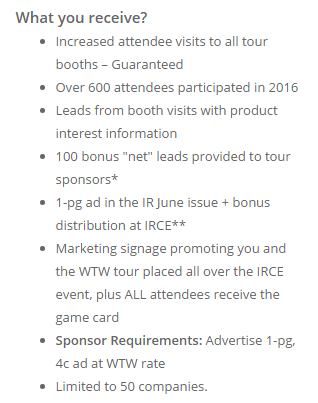 What you receive?
Increased attendee visits to all tour
booths – Guaranteed
Over 600 attendees participated in 2016
Leads from booth visits with product
interest information
100 bonus "net" leads provided to tour
sponsors*
1-pg ad in the IR June issue + bonus
distribution at IRCE**
Marketing signage promoting you and
the WTW tour placed all over the IRCE
event, plus ALL attendees receive the
game card
Sponsor Requirements: Advertise 1-pg,
4c ad at WTW rate
Limited to 50 companies.